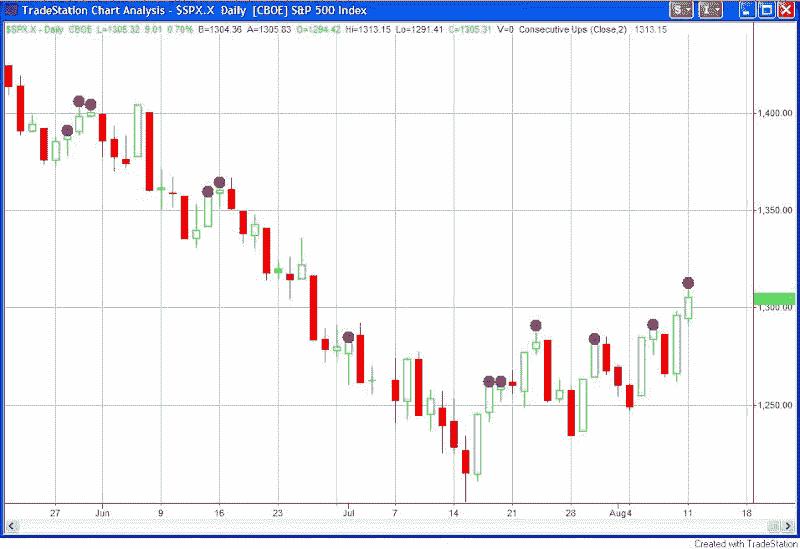 TradeStation Chart Analysis - $SPX.X Daily [CBOE] S&P 500 Index
$SPX.X - Daily CBOE L=1305.32 9.01 0.70% B=1304.36 A=1305.83 O=1294.42 Hi=1313.15 Lo=1291.41 C=1305.31 V=0 Consecutive Ups (Close,2) 1313.15
1,400.00
1,350.00
1,300.00
1,250.00
27 Jun 9 16 23 Jul 7 14 21 28 Aug4 11 18
Created with TradeStation